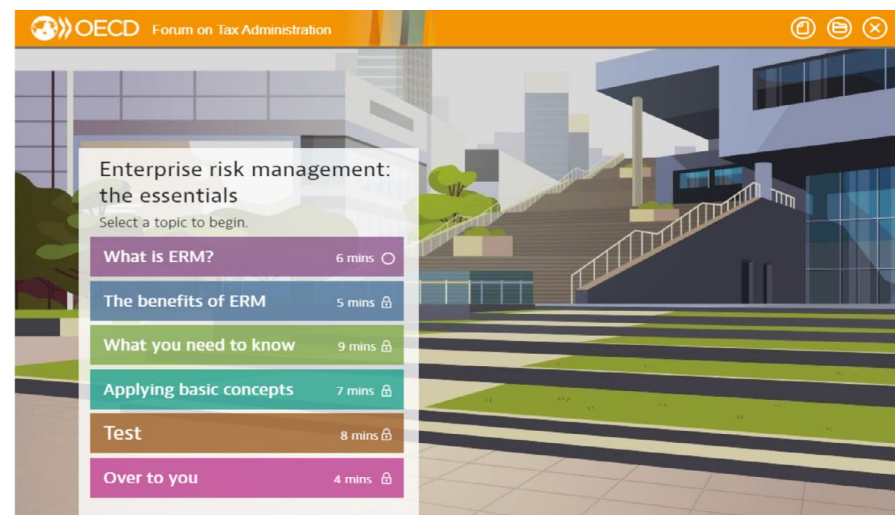 OECD Forum on Tax Administration
Enterprise risk management:
the essentials
Select a topic to begin.
What is ERM? 6 mins
The benefits of ERM 5 mins
What you need to know 9 mins
Applying basic concepts 7 mins
Test 8 mins
Over to you 4 mins